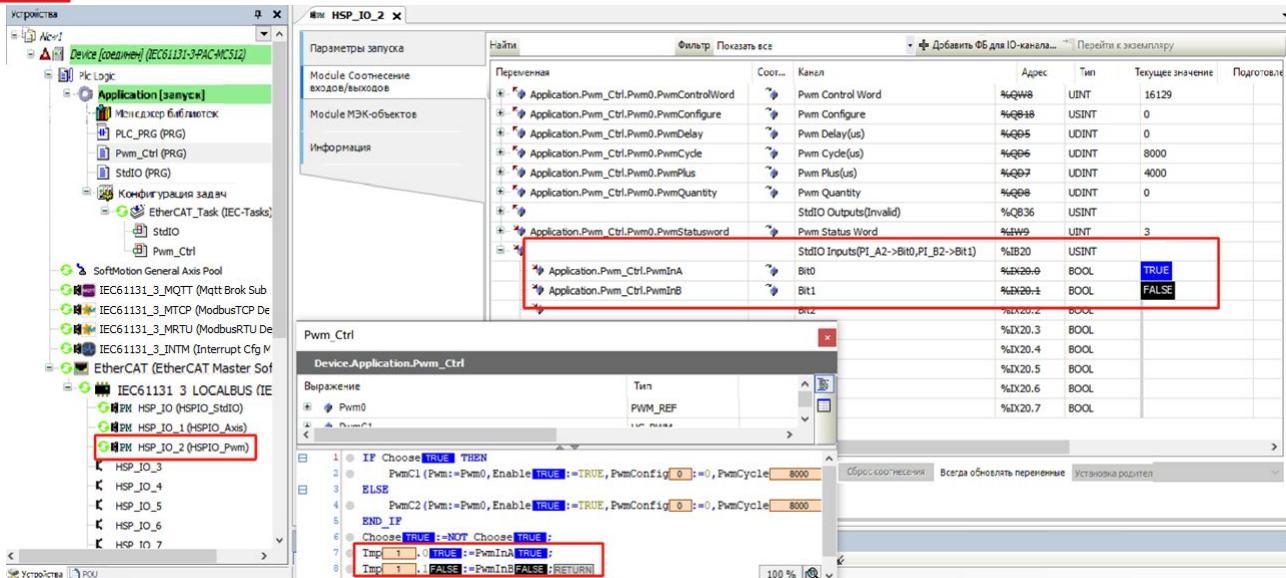 Устройства
New1
Device [соединен] (IEC61131-3-PAC-MC512)
Plc Logic
Application [запуск]
Менеджер библиотек
PLC_PRG (PRG)
Pwm_Ctrl (PRG)
StdIO (PRG)
Конфигурация задач
EtherCAT_Task (IEC-Tasks)
StdIO
Pwm_Ctrl
SoftMotion General Axis Pool
IEC61131_3_MQTT (Mqtt Brok Sub
IEC61131_3_MTCP (ModbusTCP De
IEC61131_3_MRTU (ModbusRTU De
IEC61131_3_INTM (Interrupt Cfg M
EtherCAT (EtherCAT Master Sof
IEC61131_3_LOCALBUS (IE
HSP_IO (HSPIO_StdIO)
HSP_IO_1 (HSPIO_Axis)
HSP_IO_2 (HSPIO_Pwm)
HSP_IO_3
HSP_IO_4
HSP_IO_5
HSP_IO_6
HSP_IO_7
Устройства POU
HSP_IO_2
Параметры запуска
Module Соотнесение
входов/выходов
Module МЭК-объектов
Информация
Найти Фильтр Показать все Добавить ФБ для IO-канала... Перейти к экземпляру
Переменная Соот... Канал Адрес Тип Текущее значение Подготовле
Application.Pwm_Ctrl.Pwm0.PwmControlWord Pwm Control Word %QW8 UINT 16129
Application.Pwm_Ctrl.Pwm0.PwmConfigure Pwm Configure %QB18 USINT 0
Application.Pwm_Ctrl.Pwm0.PwmDelay Pwm Delay(us) %QD5 UDINT 0
Application.Pwm_Ctrl.Pwm0.PwmCycle Pwm Cycle(us) %QD6 UDINT 8000
Application.Pwm_Ctrl.Pwm0.PwmPlus Pwm Plus(us) %QD7 UDINT 4000
Application.Pwm_Ctrl.Pwm0.PwmQuantity Pwm Quantity %QD8 UDINT 0
StdIO Outputs(Invalid) %QB36 USINT
Application.Pwm_Ctrl.Pwm0.PwmStatusword Pwm Status Word %IW9 UINT 3
StdIO Inputs(PI_A2->Bit0,PI_B2->Bit1) %IB20 USINT
Application.Pwm_Ctrl.PwmInA Bit0 %IX20.0 BOOL TRUE
Application.Pwm_Ctrl.PwmInB Bit1 %IX20.1 BOOL FALSE
Bit2 %IX20.2 BOOL
%IX20.3 BOOL
%IX20.4 BOOL
%IX20.5 BOOL
%IX20.6 BOOL
%IX20.7 BOOL
Сброс соотнесения Всегда обновлять переменные Установка родител
Pwm_Ctrl
Device.Application.Pwm_Ctrl
Выражение Тип
Pwm0 PWM_REF
1 IF Choose TRUE THEN
2 PwmC1(Pwm:=Pwm0,Enable TRUE :=TRUE,PwmConfig 0 :=0,PwmCycle 8000
3 ELSE
4 PwmC2(Pwm:=Pwm0,Enable TRUE :=TRUE,PwmConfig 0 :=0,PwmCycle 8000
5 END_IF
6 Choose TRUE :=NOT Choose TRUE ;
7 Tmp 1 .0 TRUE :=PwmInA TRUE ;
8 Tmp 1 .1 FALSE :=PwmInB FALSE ; RETURN
100 %